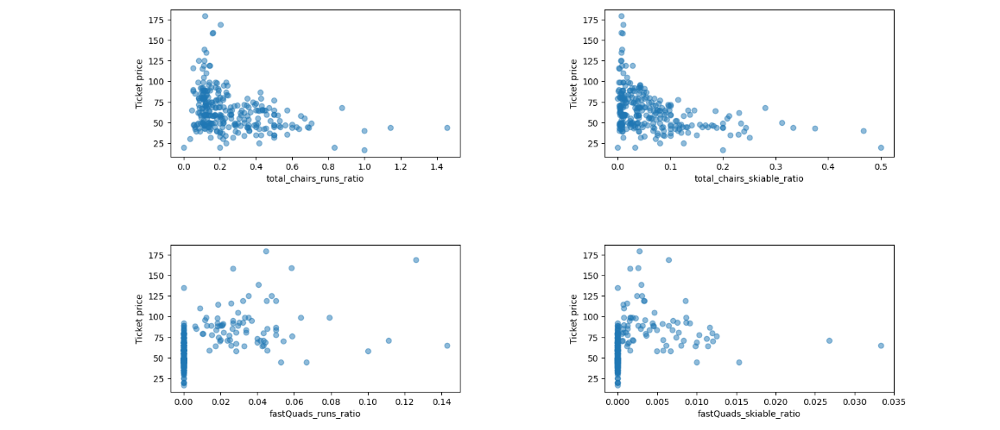 175
150
125
100
75
50
25
Ticket price
0.0 0.2 0.4 0.6 0.8 1.0 1.2 1.4
total_chairs_runs_ratio
175
150
125
100
75
50
25
Ticket price
0.0 0.1 0.2 0.3 0.4 0.5
total_chairs_skiable_ratio
175
150
125
100
75
50
25
Ticket price
0.00 0.02 0.04 0.06 0.08 0.10 0.12 0.14
fastQuads_runs_ratio
175
150
125
100
75
50
25
Ticket price
0.000 0.005 0.010 0.015 0.020 0.025 0.030 0.035
fastQuads_skiable_ratio